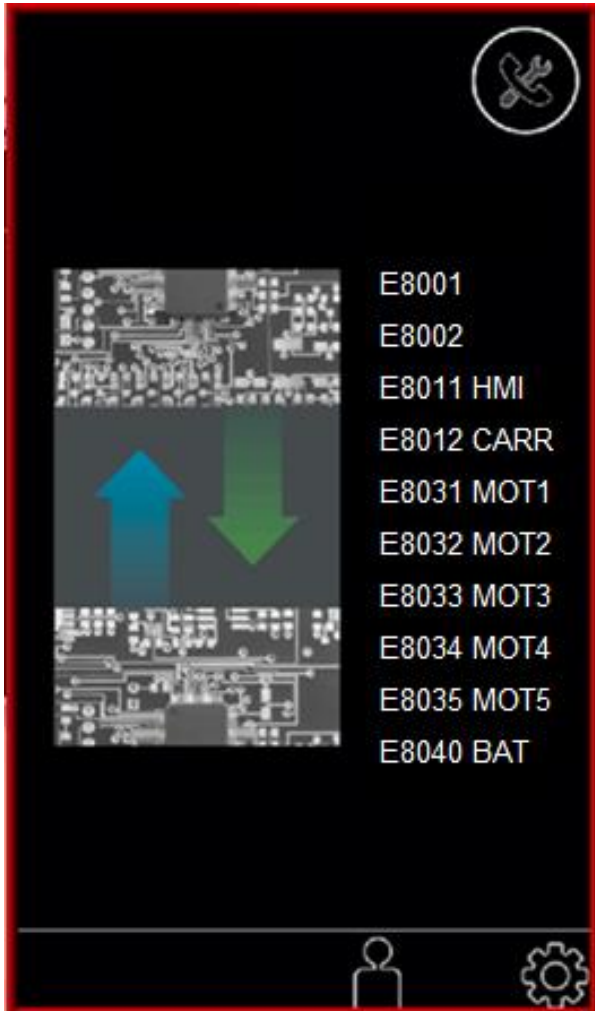 E8001
E8002
E8011 HMI
E8012 CARR
E8031 MOT1
E8032 MOT2
E8033 MOT3
E8034 MOT4
E8035 MOT5
E8040 BAT